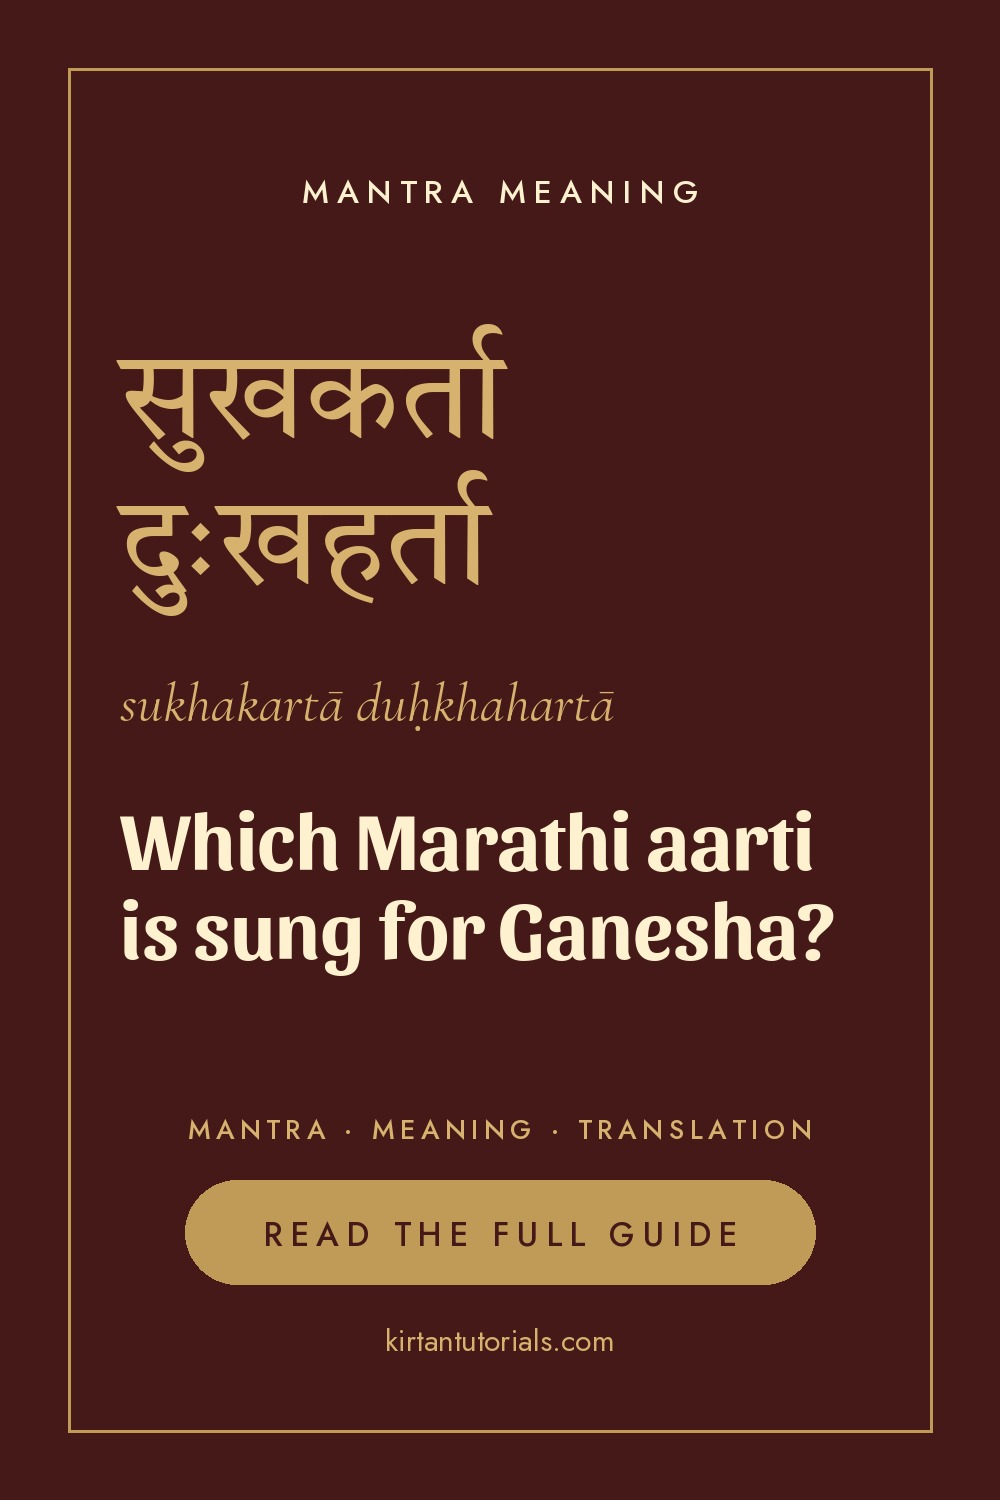 MANTRA MEANING
सुखकर्ता
दुःखहर्ता
sukhakartā duḥkhahartā
Which Marathi aarti
is sung for Ganesha?
MANTRA · MEANING · TRANSLATION
READ THE FULL GUIDE
kirtantutorials.com